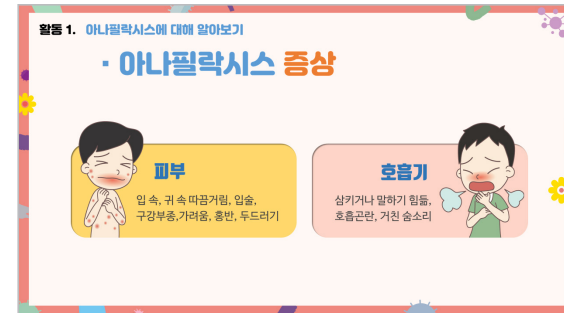 활동 1. 아나필락시스에 대해 알아보기
· 아나필락시스 증상
피부
입 속, 귀 속 따끔거림, 입술,
구강부종,가려움, 홍반, 두드러기
호흡기
삼키거나 말하기 힘듦,
호흡곤란, 거친 숨소리